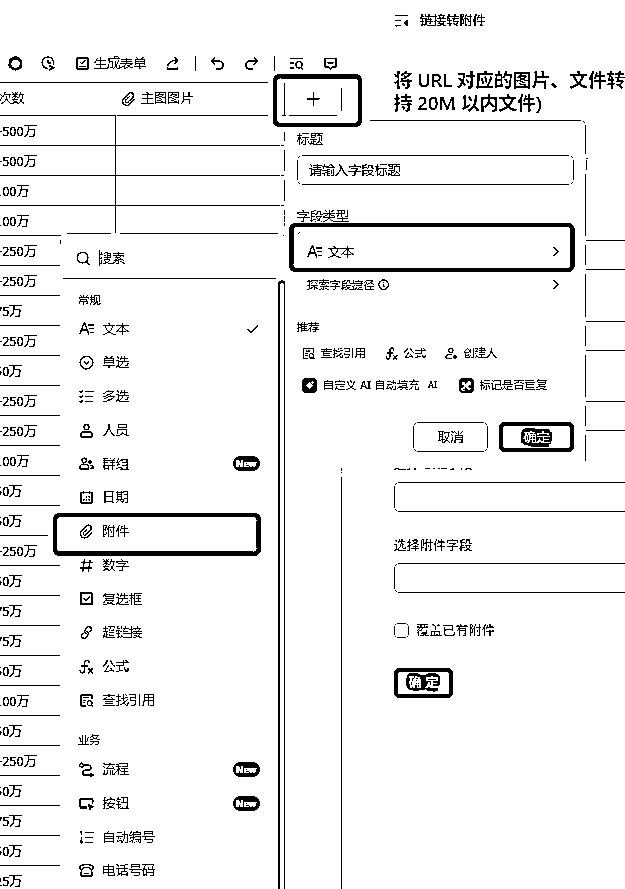 链接转附件
生成表单
将 URL 对应的图片、文件转
持 20M 以内文件)
次数
主图图片
标题
请输入字段标题
字段类型
文本
探索字段捷径
推荐
查找引用
公式
创建人
自定义 AI 自动填充 AI
标记是否重复
取消
确定
-500万
-500万
00万
00万
-250万
-250万
75万
-250万
50万
-250万
-250万
00万
50万
50万
-250万
50万
75万
75万
50万
00万
50万
-250万
50万
75万
50万
25万
搜索
常规
文本
单选
多选
人员
群组 New
日期
附件
数字
复选框
超链接
公式
查找引用
业务
流程 New
按钮 New
自动编号
电话号码
选择附件字段
覆盖已有附件
确定